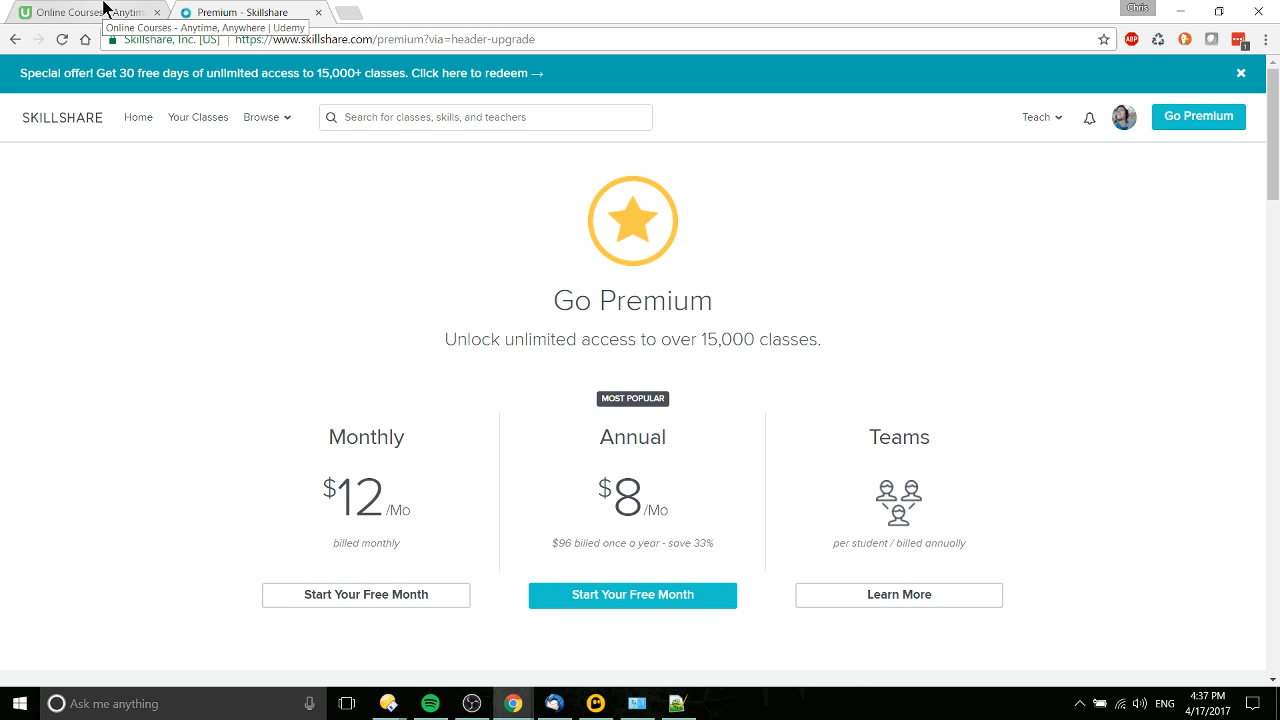 Online Courses - Anytim
Premium - Skillshare
Chris
Online Courses - Anytime, Anywhere | Udemy
Skillshare, Inc. [US]
https://www.skillshare.com/premium?via=header-upgrade
ABP
1
Special offer! Get 30 free days of unlimited access to 15,000+ classes. Click here to redeem →
SKILLSHARE
Home
Your Classes
Browse
Search for classes, skills, and teachers
Teach
Go Premium
Go Premium
Unlock unlimited access to over 15,000 classes.
MOST POPULAR
Monthly
$12/Mo
billed monthly
Start Your Free Month
Annual
$8/Mo
$96 billed once a year - save 33%
Start Your Free Month
Teams
per student / billed annually
Learn More
Ask me anything
ENG
4:37 PM
4/17/2017